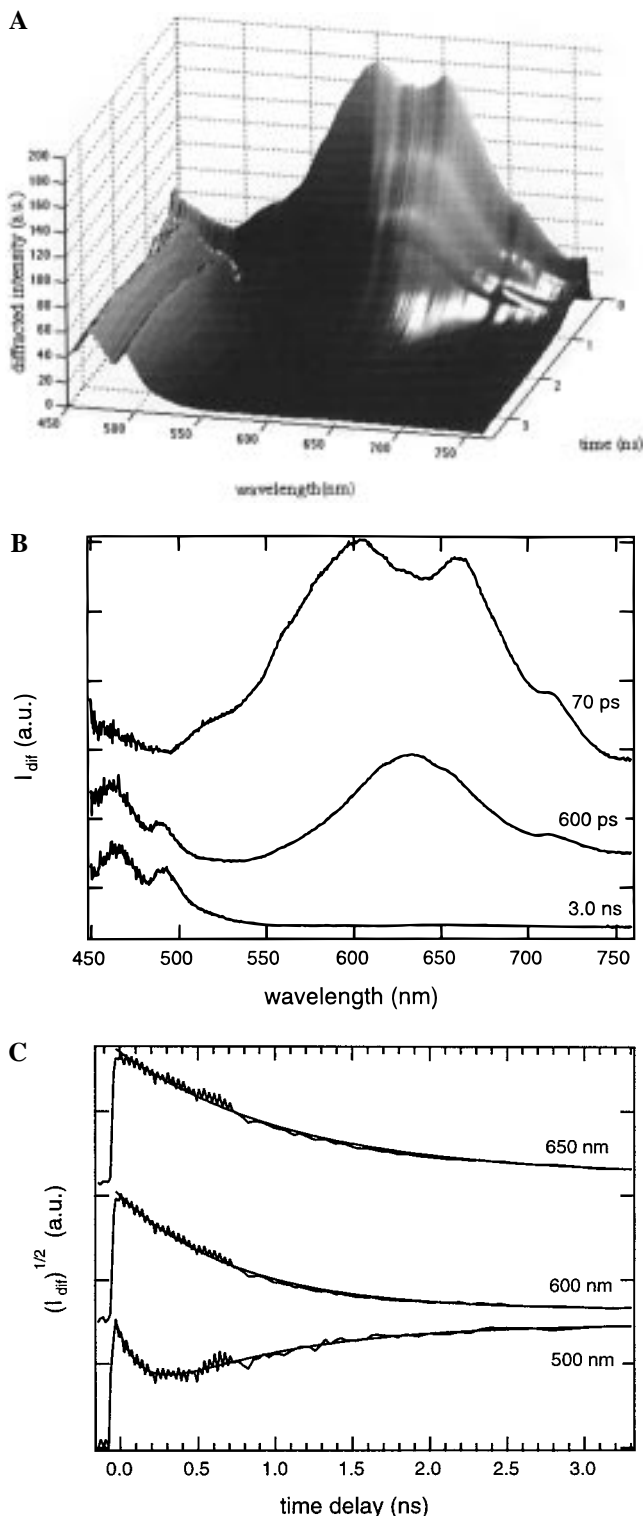 A
diffracted intensity (a.u.)
200
180
160
140
120
100
80
60
40
20
0
450
500
550
600
650
700
750
wavelength(nm)
0
1
2
3
time (ns)
B
I dif (a.u.)
70 ps
600 ps
3.0 ns
450 500 550 600 650 700 750
wavelength (nm)
C
(I dif) 1/2 (a.u.)
650 nm
600 nm
500 nm
0.0 0.5 1.0 1.5 2.0 2.5 3.0
time delay (ns)